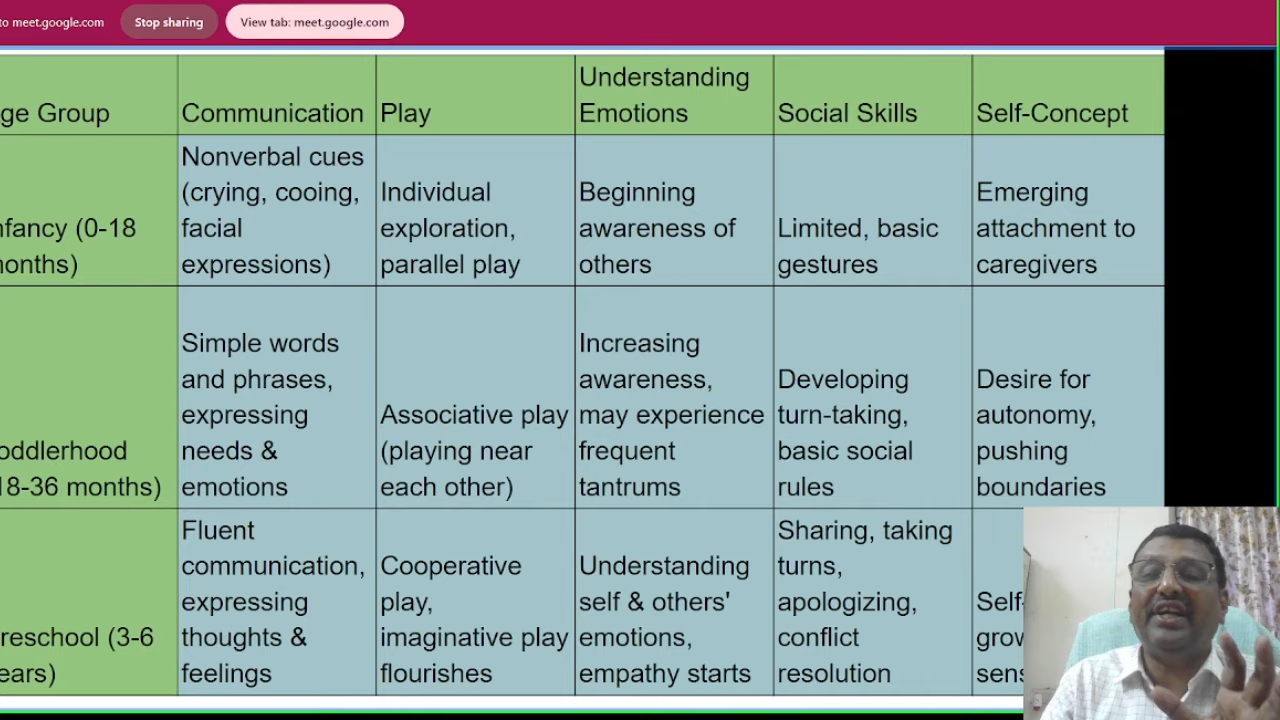 to meet.google.com Stop sharing View tab: meet.google.com
ge Group Communication Play Understanding Emotions Social Skills Self-Concept
nfancy (0-18
onths)
Nonverbal cues
(crying, cooing,
facial
expressions)
Individual
exploration,
parallel play
Beginning
awareness of
others
Limited, basic
gestures
Emerging
attachment to
caregivers
oddlerhood
18-36 months)
Simple words
and phrases,
expressing
needs &
emotions
Associative play
(playing near
each other)
Increasing
awareness,
may experience
frequent
tantrums
Developing
turn-taking,
basic social
rules
Desire for
autonomy,
pushing
boundaries
reschool (3-6
ears)
Fluent
communication,
expressing
thoughts &
feelings
Cooperative
play,
imaginative play
flourishes
Understanding
self & others'
emotions,
empathy starts
Sharing, taking
turns,
apologizing,
conflict
resolution
Self-
grow
sens